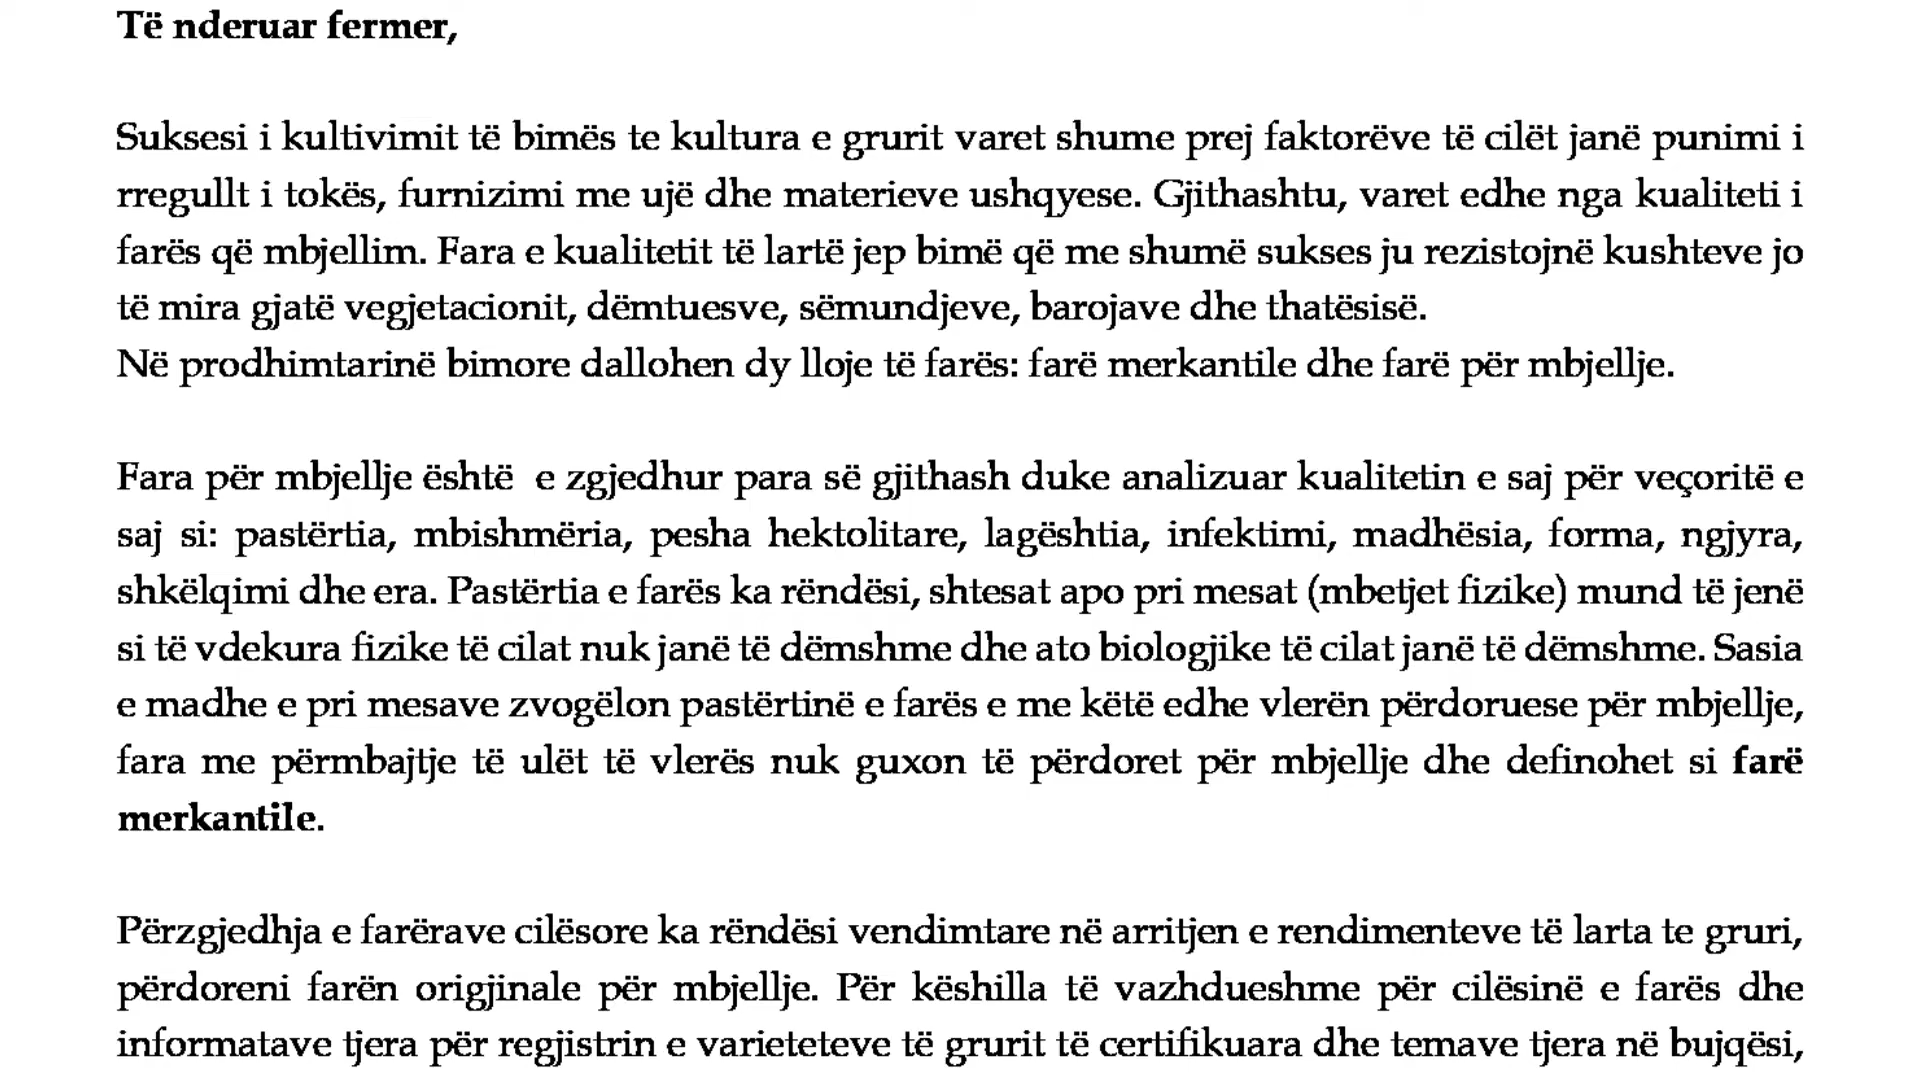 Të nderuar fermer,
Suksesi i kultivimit të bimës te kultura e grurit varet shume prej faktorëve të cilët janë punimi i
rregullt i tokës, furnizimi me ujë dhe materieve ushqyese. Gjithashtu, varet edhe nga kualiteti i
farës që mbjellim. Fara e kualitetit të lartë jep bimë që me shumë sukses ju rezistojnë kushteve jo
të mira gjatë vegjetacionit, dëmtuesve, sëmundjeve, barojave dhe thatësisë.
Në prodhimtarinë bimore dallohen dy lloje të farës: farë merkantile dhe farë për mbjellje.
Fara për mbjellje është e zgjedhur para së gjithash duke analizuar kualitetin e saj për veçoritë e
saj si: pastërtia, mbishmëria, pesha hektolitare, lagështia, infektimi, madhësia, forma, ngjyra,
shkëlqimi dhe era. Pastërtia e farës ka rëndësi, shtesat apo pri mesat (mbetjet fizike) mund të jenë
si të vdekura fizike të cilat nuk janë të dëmshme dhe ato biologjike të cilat janë të dëmshme. Sasia
e madhe e pri mesave zvogëlon pastërtinë e farës e me këtë edhe vlerën përdoruese për mbjellje,
fara me përmbajtje të ulët të vlerës nuk guxon të përdoret për mbjellje dhe definohet si farë
merkantile.
Përzgjedhja e farërave cilësore ka rëndësi vendimtare në arritjen e rendimenteve të larta te gruri,
përdoreni farën origjinale për mbjellje. Për këshilla të vazhdueshme për cilësinë e farës dhe
informatave tjera për regjistrin e varieteteve të grurit të certifikuara dhe temave tjera në bujqësi,